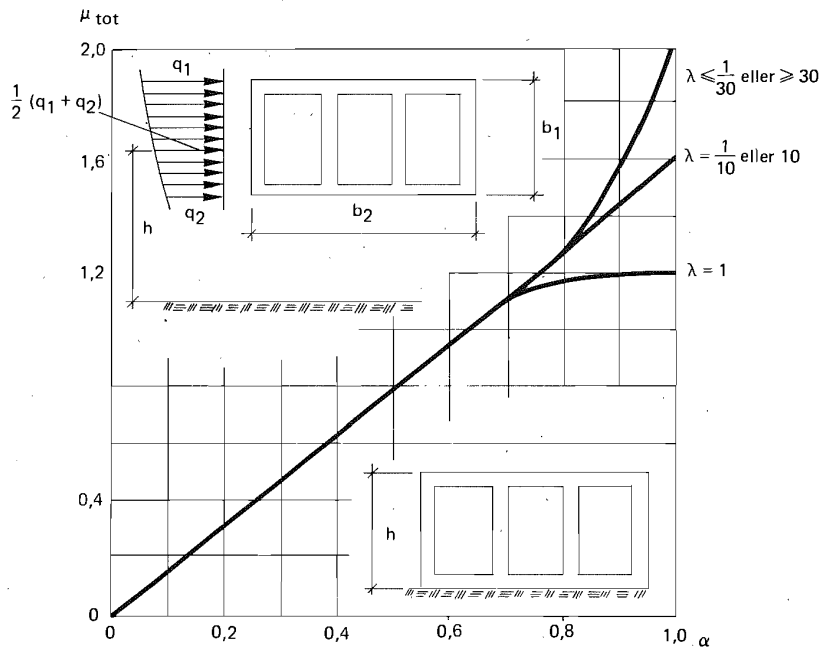 μ tot
2,0
q₁
½ (q₁ + q₂)
b₁
λ ≤ 1/30 eller ≥ 30
1,6
λ = 1/10 eller 10
q₂
b₂
h
1,2
λ = 1
0,4
h
0
0
0,2
0,4
0,6
0,8
1,0
α